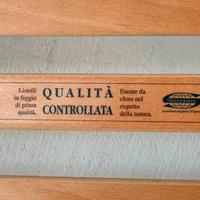 Listelli
in faggio
di prima
qualità.
QUALITÀ
CONTROLLATA
Esente da
cloro nel
rispetto
della natura.